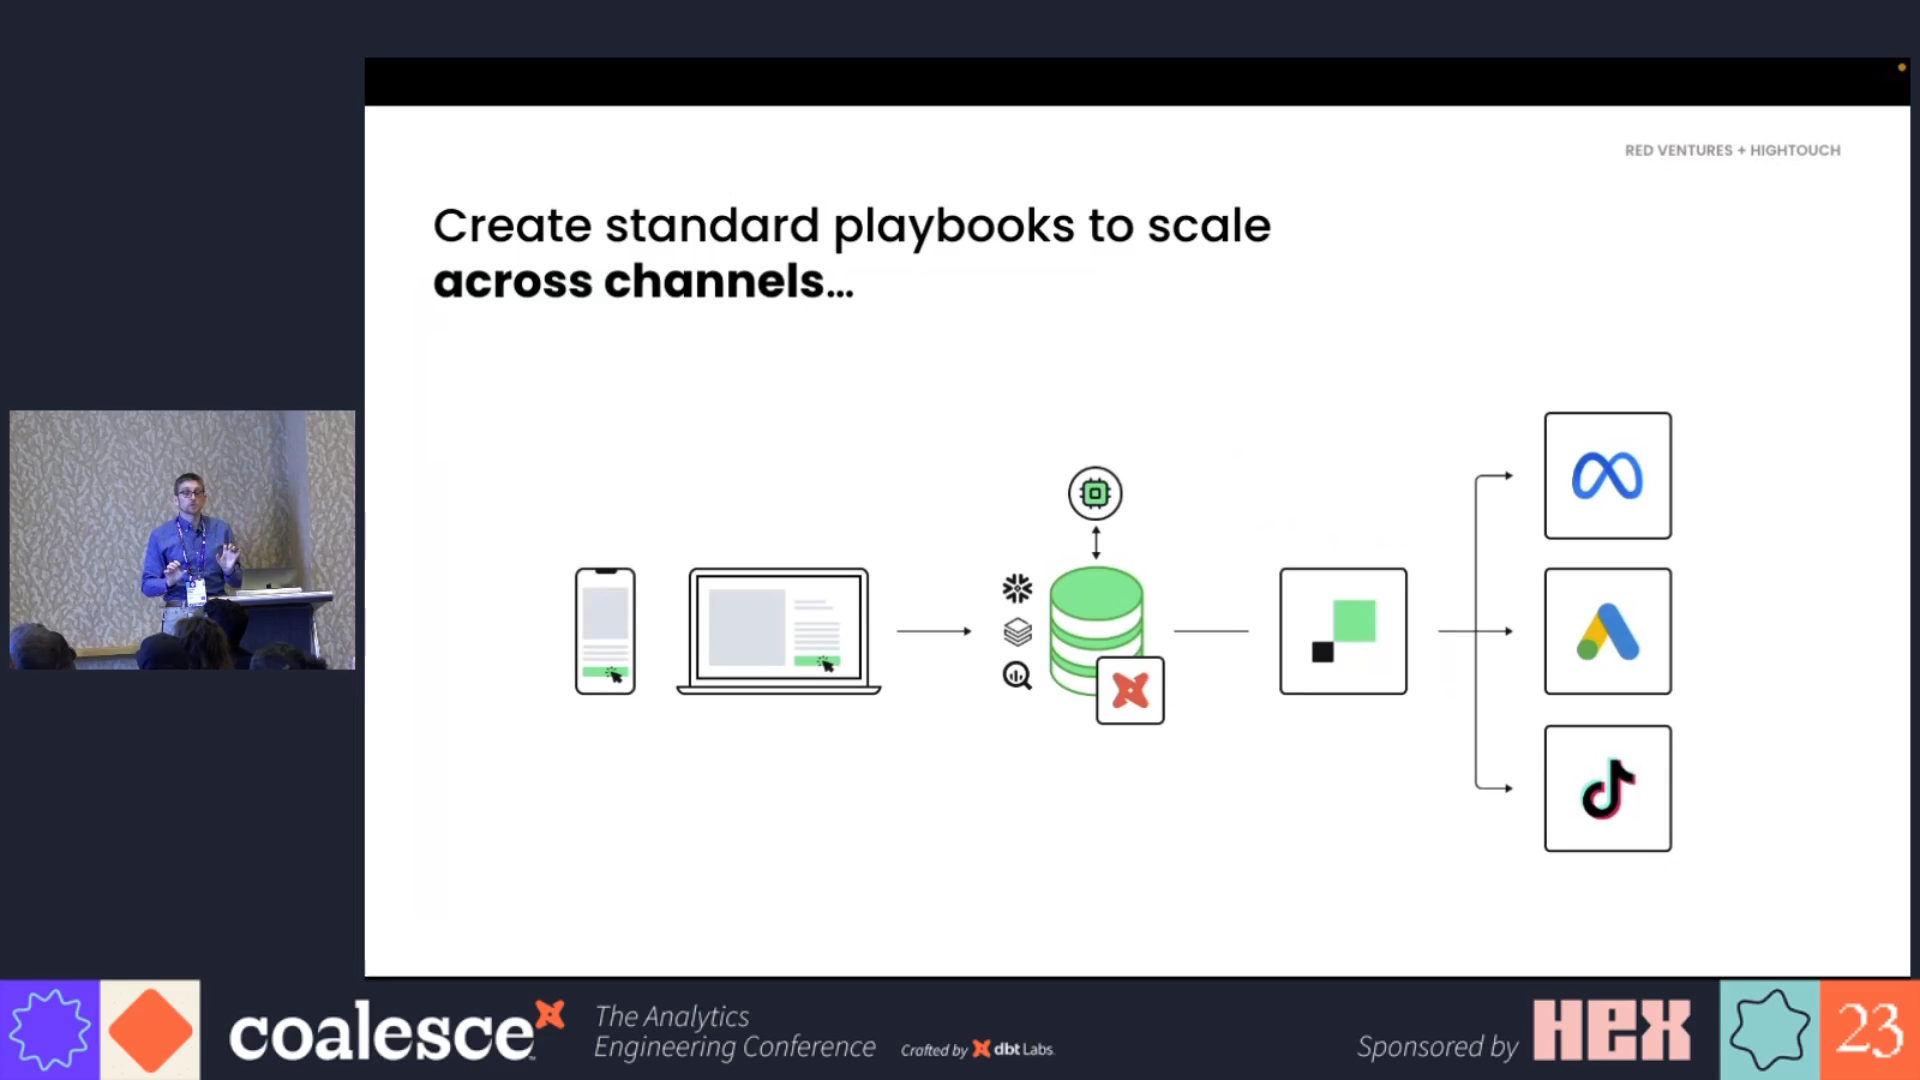 RED VENTURES + HIGHTOUCH
Create standard playbooks to scale
across channels...
coalesce
The Analytics
Engineering Conference
Crafted by dbt Labs
Sponsored by HEX
23